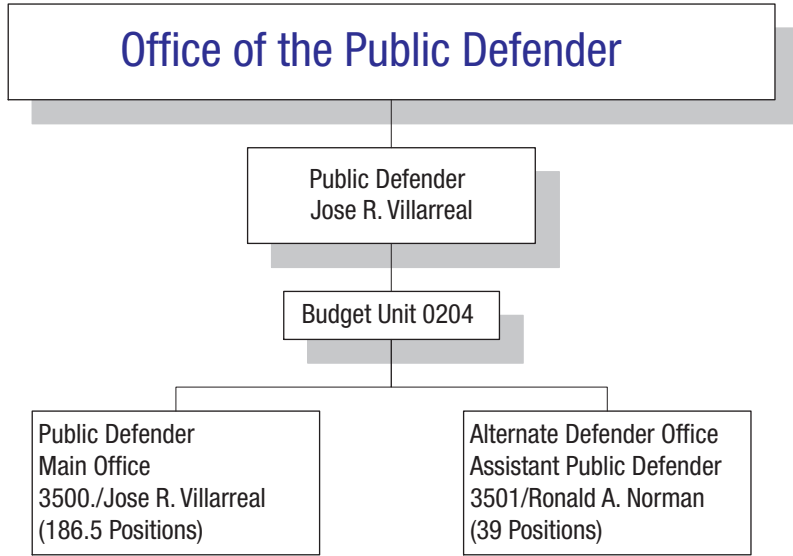 Office of the Public Defender
Public Defender
Jose R. Villarreal
Budget Unit 0204
Public Defender
Main Office
3500./Jose R. Villarreal
(186.5 Positions)
Alternate Defender Office
Assistant Public Defender
3501/Ronald A. Norman
(39 Positions)